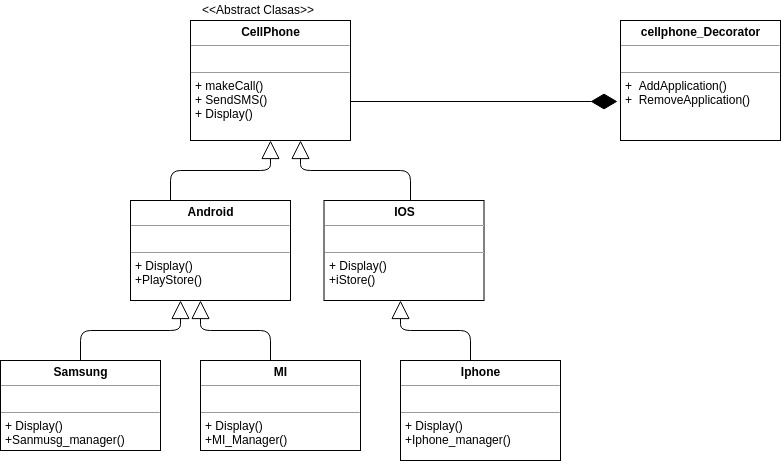 <<Abstract Clasas>>
CellPhone
+ makeCall()
+ SendSMS()
+ Display()
cellphone_Decorator
+ AddApplication()
+ RemoveApplication()
Android
+ Display()
+PlayStore()
IOS
+ Display()
+iStore()
Samsung
+ Display()
+Sanmusg_manager()
MI
+ Display()
+MI_Manager()
Iphone
+ Display()
+Iphone_manager()